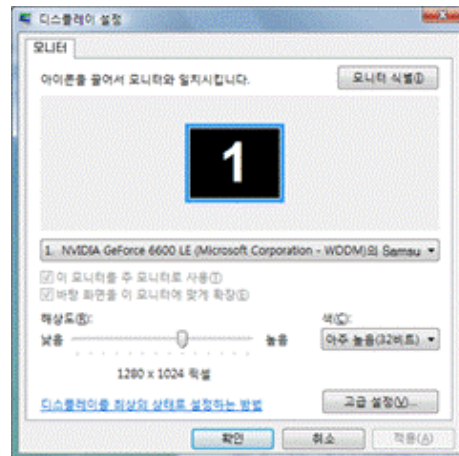 디스플레이 설정
모니터
아이콘을 끌어서 모니터와 일치시킵니다.
모니터 식별(I)
1
1. NVIDIA GeForce 6600 LE (Microsoft Corporation - WDDM)의 Samsu
이 모니터를 주 모니터로 사용(T)
바탕 화면을 이 모니터에 맞게 확장(E)
해상도(R): 색(C):
낮음 높음 아주 높음(32비트)
1280 x 1024 픽셀
디스플레이를 최상의 상태로 설정하는 방법 고급 설정(V)...
확인 취소 적용(A)